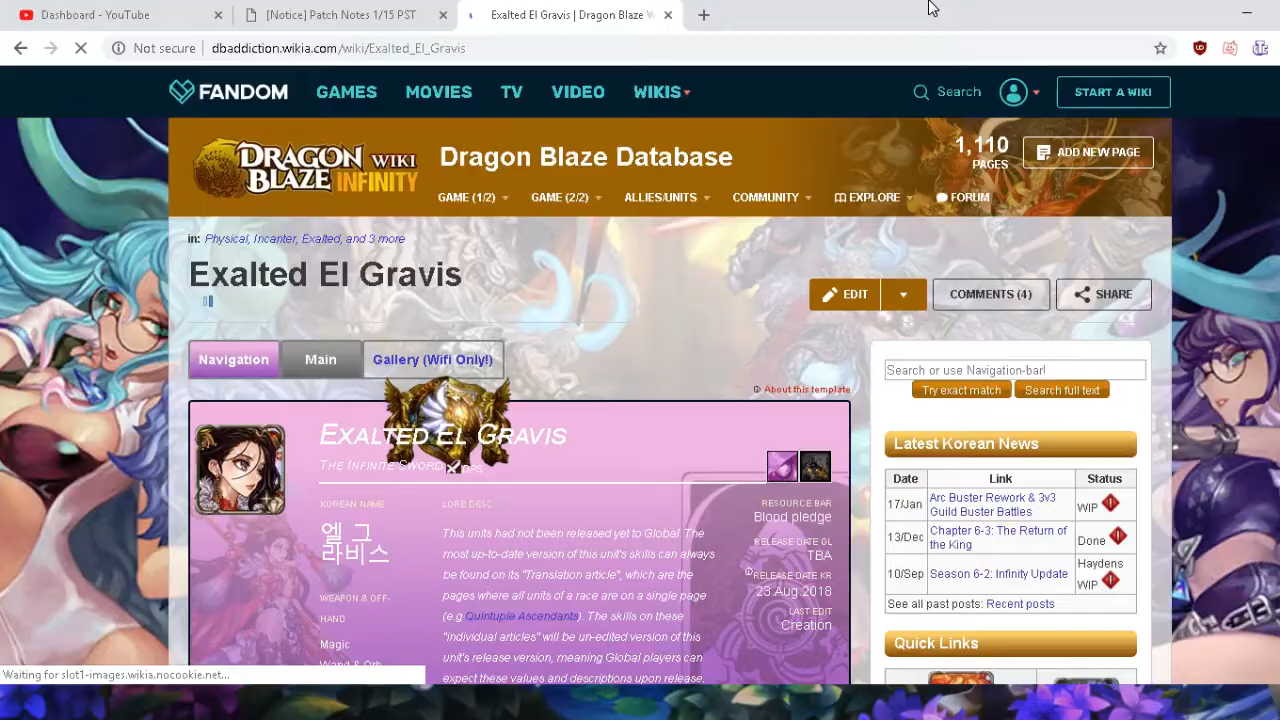 Dashboard - YouTube
[Notice] Patch Notes 1/15 PST
Exalted El Gravis | Dragon Blaze W
Not secure
dbaddiction.wikia.com/wiki/Exalted_El_Gravis
FANDOM
GAMES
MOVIES
TV
VIDEO
WIKIS
Search
START A WIKI
DRAGON BLAZE WIKI INFINITY
Dragon Blaze Database
1,110
PAGES
ADD NEW PAGE
GAME (1/2)
GAME (2/2)
ALLIES/UNITS
COMMUNITY
EXPLORE
FORUM
in: Physical, Incanter, Exalted, and 3 more
Exalted El Gravis
EDIT
COMMENTS (4)
SHARE
Navigation
Main
Gallery (Wifi Only!)
About this template
EXALTED EL GRAVIS
THE INFINITE SWORD
DPS
KOREAN NAME
엘 그
라비스
WEAPON & OFF-
HAND
Magic
Wand & Orb
LORE DESC
This units had not been released yet to Global. The
most up-to-date version of this unit's skills can always
be found on its "Translation article", which are the
pages where all units of a race are on a single page
(e.g Quintuple Ascendants). The skills on these
"individual articles" will be un-edited version of this
unit's release version, meaning Global players can
expect these values and descriptions upon release.
RESOURCE BAR
Blood pledge
RELEASE DATE GL
TBA
RELEASE DATE KR
23.Aug.2018
LAST EDIT
Creation
Search or use Navigation-bar!
Try exact match
Search full text
Latest Korean News
Date Link Status
17/Jan Arc Buster Rework & 3v3
Guild Buster Battles WIP
13/Dec Chapter 6-3: The Return of
the King Done
10/Sep Season 6-2: Infinity Update Haydens
WIP
See all past posts: Recent posts
Quick Links
Waiting for slot1-images.wikia.nocookie.net...